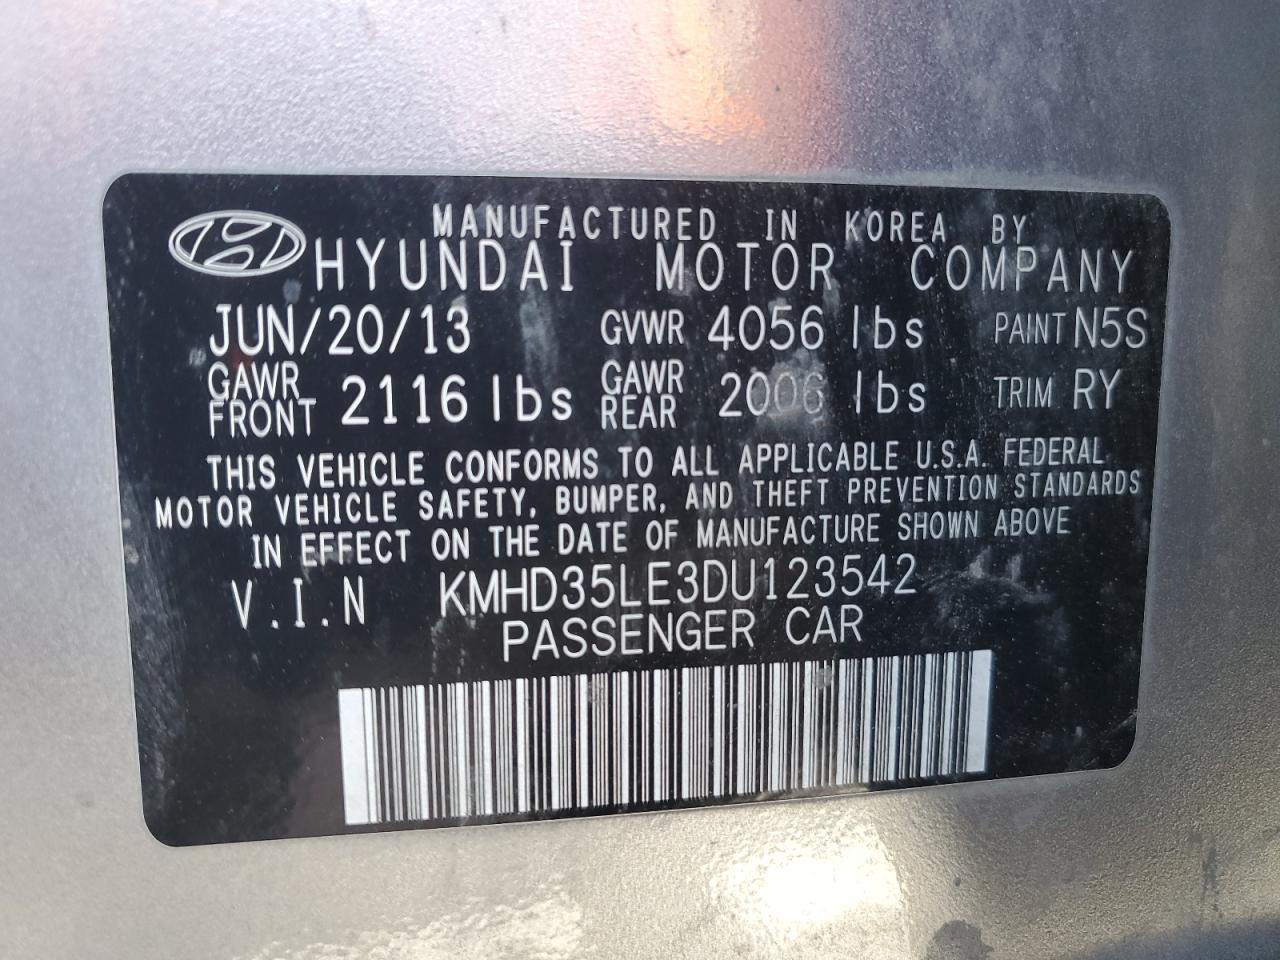 MANUFACTURED IN KOREA BY
HYUNDAI MOTOR COMPANY
JUN/20/13 GVWR 4056 lbs PAINT N5S
GAWR FRONT 2116 lbs GAWR REAR 2006 lbs TRIM RY
THIS VEHICLE CONFORMS TO ALL APPLICABLE U.S.A. FEDERAL
MOTOR VEHICLE SAFETY, BUMPER, AND THEFT PREVENTION STANDARDS
IN EFFECT ON THE DATE OF MANUFACTURE SHOWN ABOVE
V.I.N KMHD35LE3DU123542
PASSENGER CAR